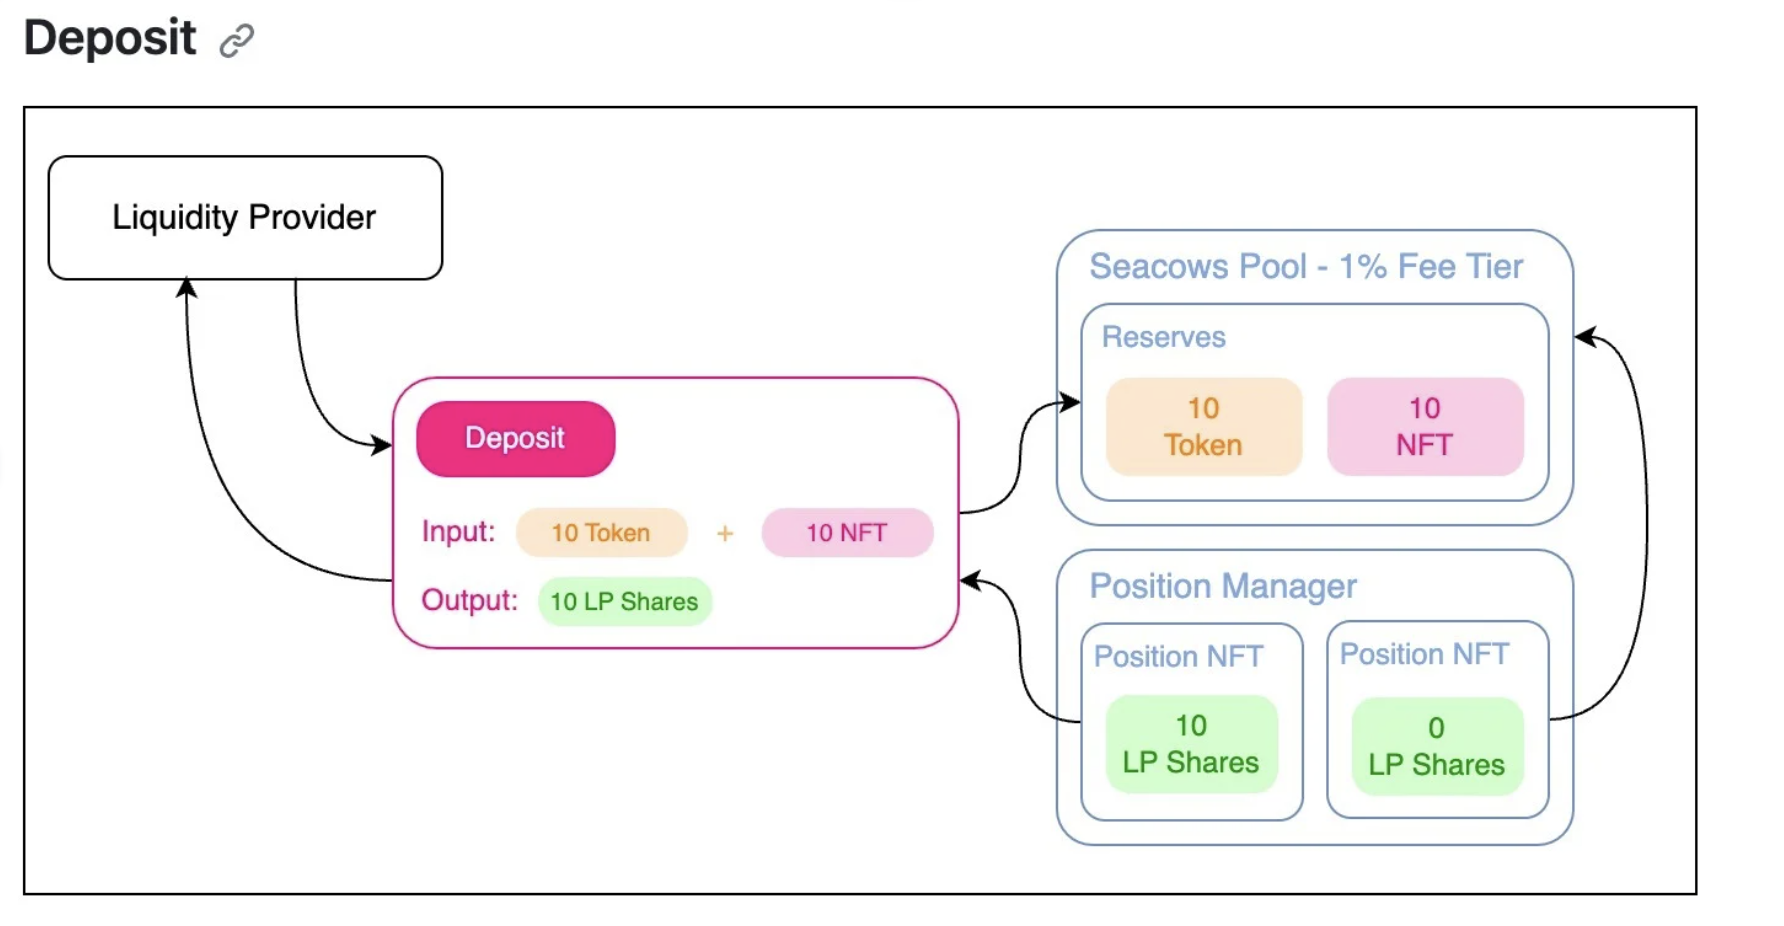 Deposit
Liquidity Provider
Deposit
Input: 10 Token + 10 NFT
Output: 10 LP Shares
Seacows Pool - 1% Fee Tier
Reserves
10
Token
10
NFT
Position Manager
Position NFT
10
LP Shares
Position NFT
0
LP Shares